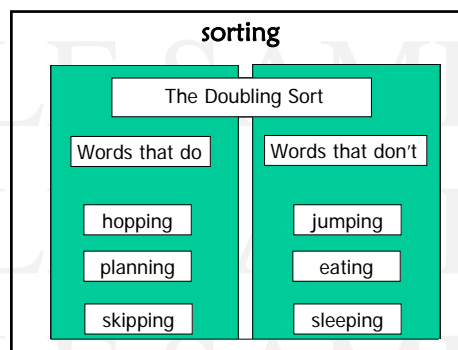 sorting
The Doubling Sort
Words that do
Words that don't
hopping
jumping
planning
eating
skipping
sleeping